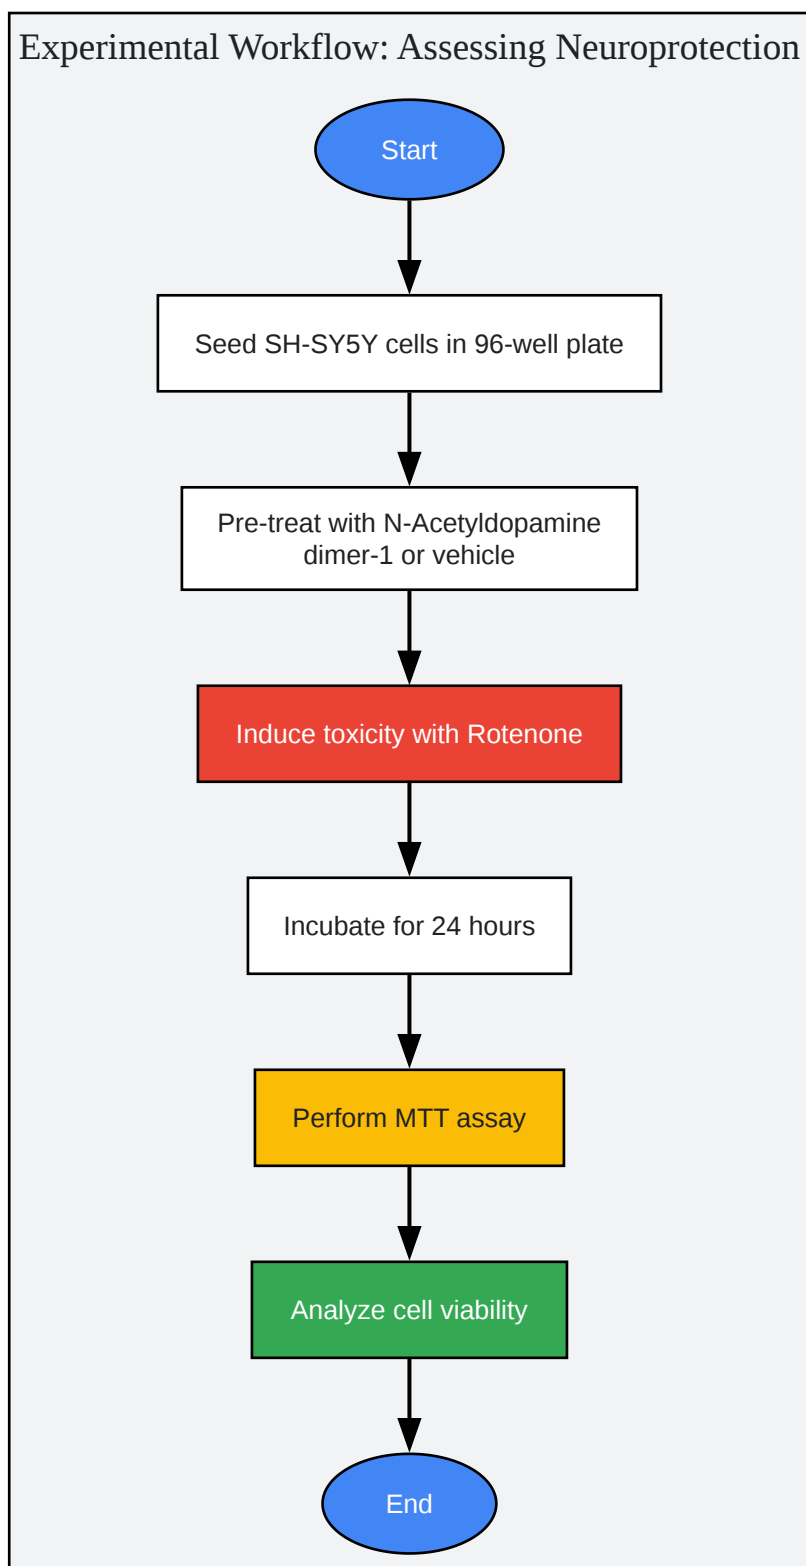 Experimental Workflow: Assessing Neuroprotection
Start
Seed SH-SY5Y cells in 96-well plate
Pre-treat with N-Acetyldopamine
dimer-1 or vehicle
Induce toxicity with Rotenone
Incubate for 24 hours
Perform MTT assay
Analyze cell viability
End